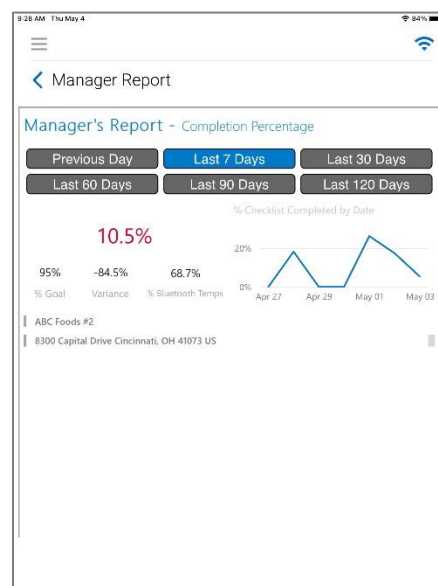 9:28 AM Thu May 4 84%
Manager Report
Manager's Report - Completion Percentage
Previous Day Last 7 Days Last 30 Days
Last 60 Days Last 90 Days Last 120 Days
% Checklist Completed by Date
10.5%
20%
95% -84.5% 68.7%
% Goal Variance % Bluetooth Temps
0%
Apr 27 Apr 29 May 01 May 03
ABC Foods #2
8300 Capital Drive Cincinnati, OH 41073 US